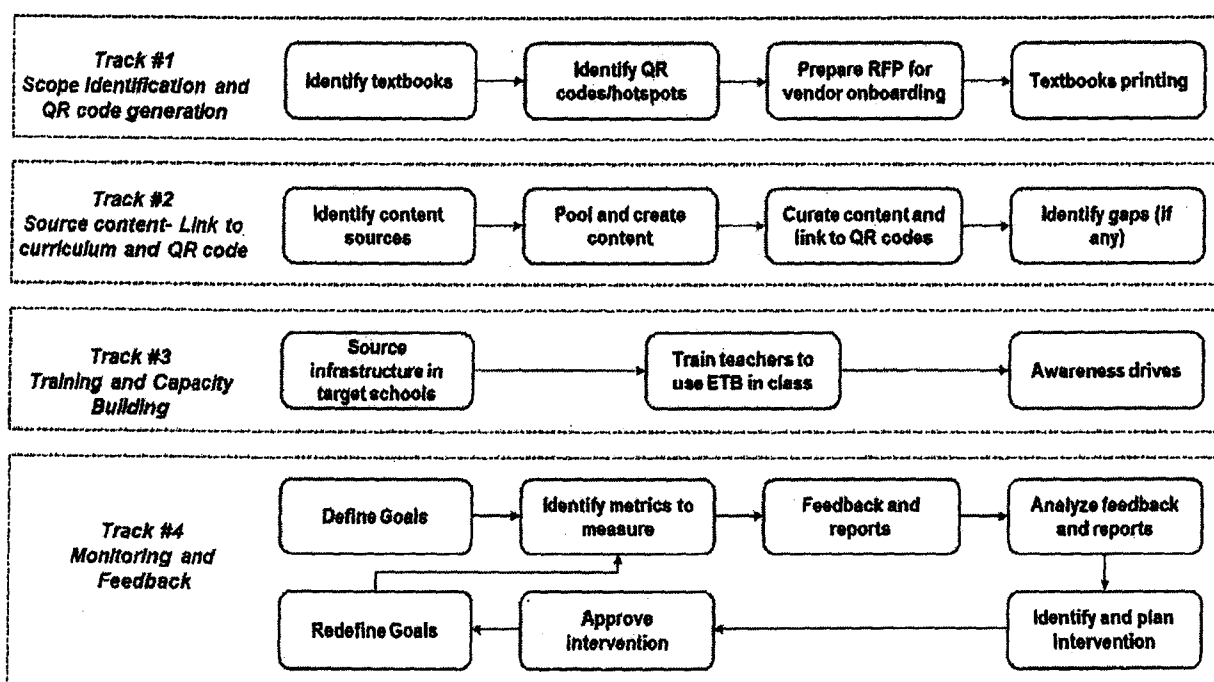 Track #1
Scope Identification and
QR code generation
Identify textbooks
Identify QR
codes/hotspots
Prepare RFP for
vendor onboarding
Textbooks printing
Track #2
Source content- Link to
curriculum and QR code
Identify content
sources
Pool and create
content
Curate content and
link to QR codes
Identify gaps (if
any)
Track #3
Training and Capacity
Building
Source
infrastructure in
target schools
Train teachers to
use ETB in class
Awareness drives
Track #4
Monitoring and
Feedback
Define Goals
Identify metrics to
measure
Feedback and
reports
Analyze feedback
and reports
Redefine Goals
Approve
intervention
Identify and plan
intervention